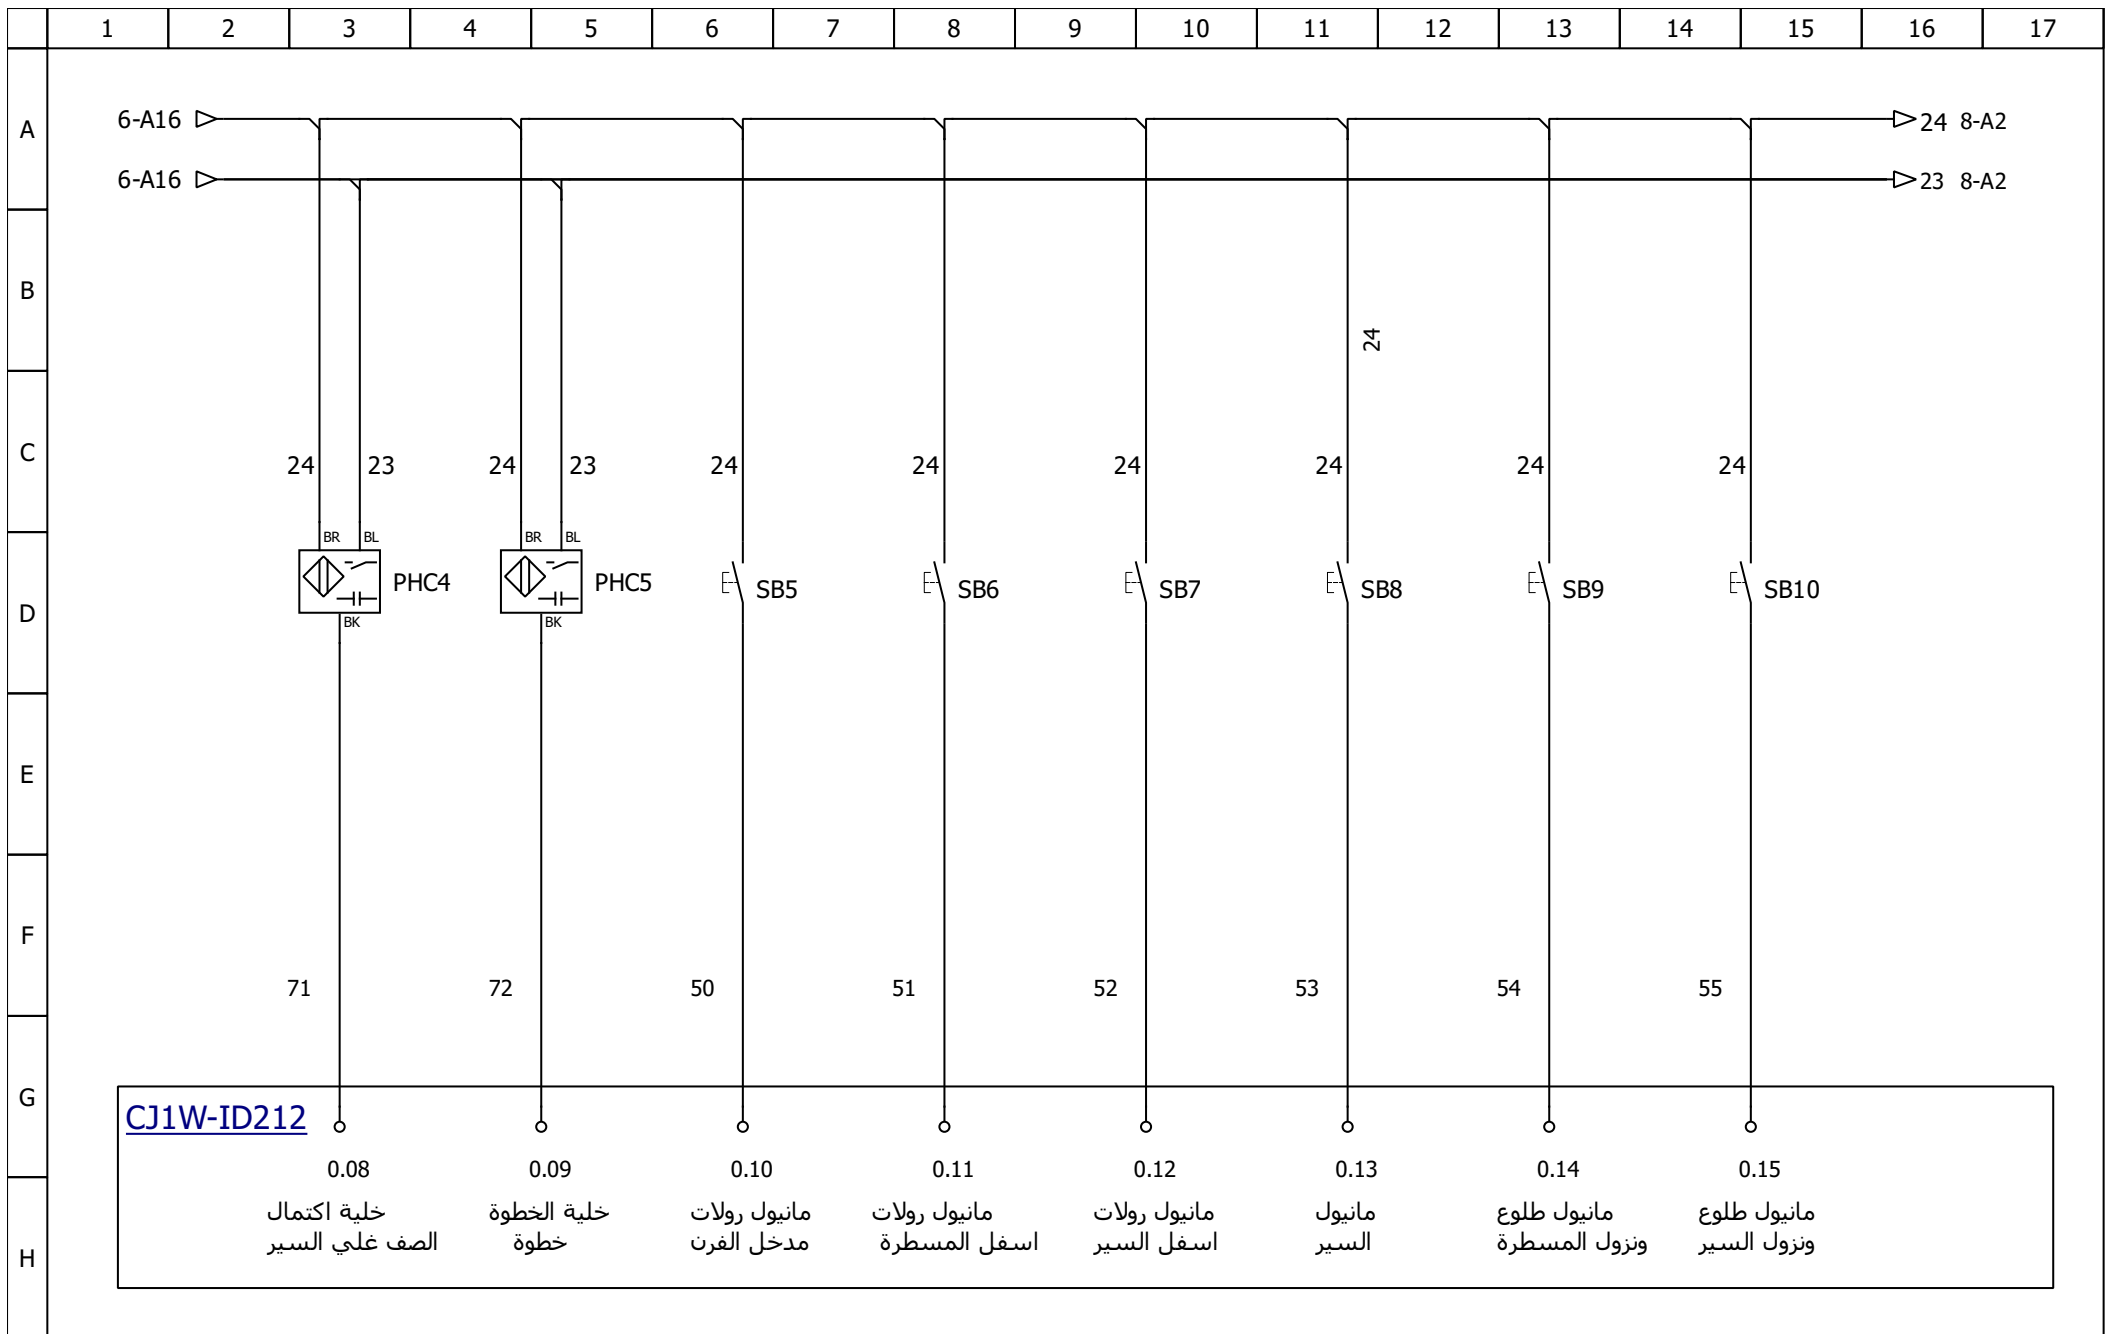 1 2 3 4 5 6 7 8 9 10 11 12 13 14 15 16 17
A
6-A16
24 8-A2
6-A16
23 8-A2
B
24
C
24 23 24 23 24 24 24 24 24 24
BR BL BR BL
PHC4 PHC5 SB5 SB6 SB7 SB8 SB9 SB10
D
BK BK
E
F
71 72 50 51 52 53 54 55
G
CJ1W-ID212
0.08 0.09 0.10 0.11 0.12 0.13 0.14 0.15
خلية اكتمال
الصف غلي السير
خلية الخطوة
خطوة
مانيول رولات
مدخل الفرن
مانيول رولات
اسفل المسطرة
مانيول رولات
اسفل السير
مانيول
السير
مانيول طلوع
ونزول المسطرة
مانيول طلوع
ونزول السير
H